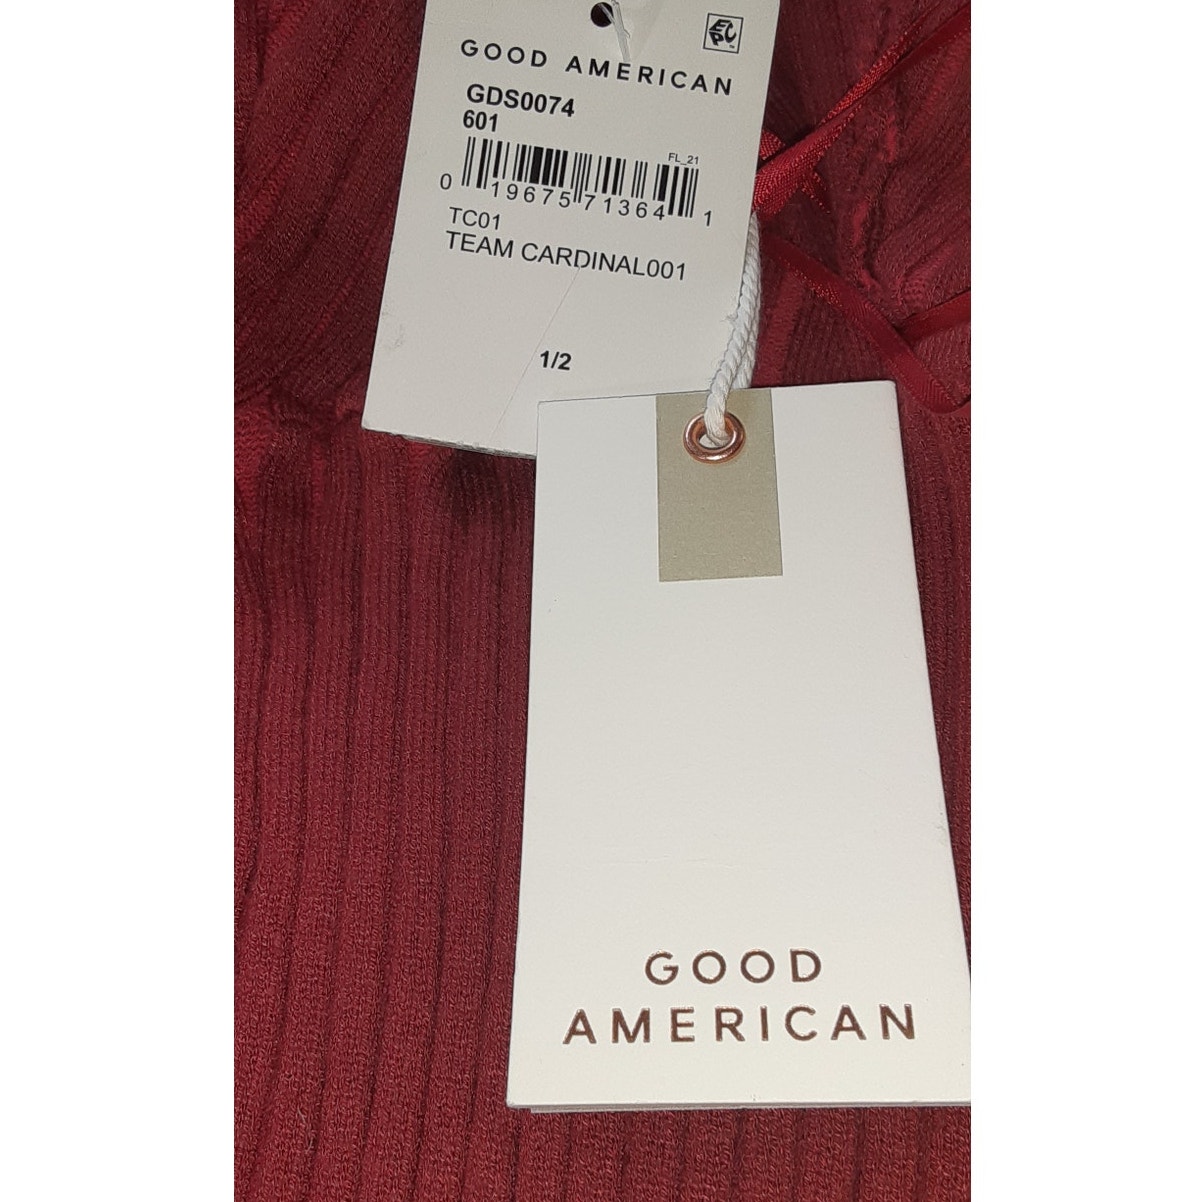 GOOD AMERICAN
GDS0074
601
FL_21
0 19675 71364 1
TC01
TEAM CARDINAL001
1/2
GOOD
AMERICAN